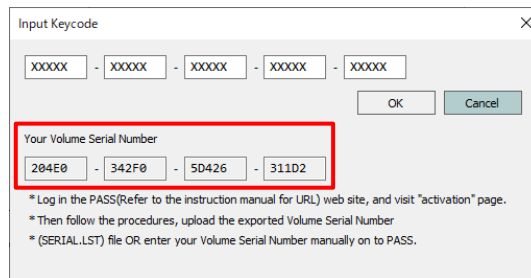 Input Keycode
XXXXX - XXXXX - XXXXX - XXXXX - XXXXX
OK Cancel
Your Volume Serial Number
204E0 - 342F0 - 5D426 - 311D2
* Log in the PASS(Refer to the instruction manual for URL) web site, and visit "activation" page.
* Then follow the procedures, upload the exported Volume Serial Number
* (SERIAL.LST) file OR enter your Volume Serial Number manually on to PASS.